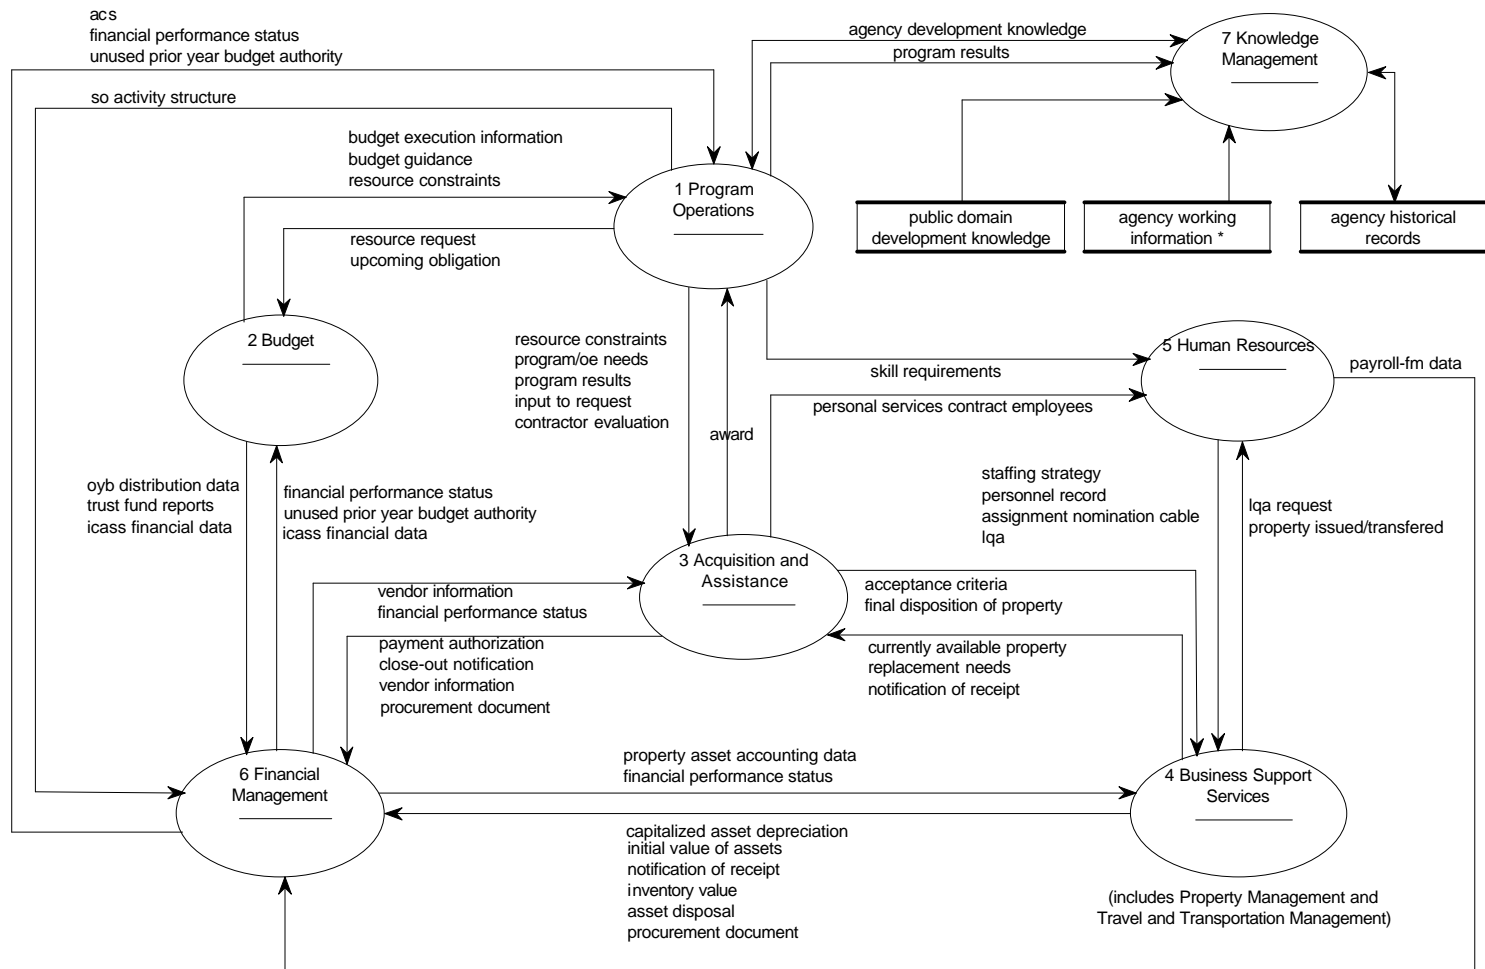 acs
financial performance status
unused prior year budget authority
so activity structure
agency development knowledge
program results
7 Knowledge
Management
budget execution information
budget guidance
resource constraints
1 Program
Operations
public domain
development knowledge
agency working
information *
agency historical
records
resource request
upcoming obligation
2 Budget
resource constraints
program/oe needs
program results
input to request
contractor evaluation
award
skill requirements
personal services contract employees
5 Human Resources
payroll-fm data
oyb distribution data
trust fund reports
icass financial data
financial performance status
unused prior year budget authority
icass financial data
staffing strategy
personnel record
assignment nomination cable
lqa
lqa request
property issued/transfered
3 Acquisition and
Assistance
vendor information
financial performance status
acceptance criteria
final disposition of property
payment authorization
close-out notification
vendor information
procurement document
currently available property
replacement needs
notification of receipt
6 Financial
Management
property asset accounting data
financial performance status
4 Business Support
Services
capitalized asset depreciation
initial value of assets
notification of receipt
inventory value
asset disposal
procurement document
(includes Property Management and
Travel and Transportation Management)